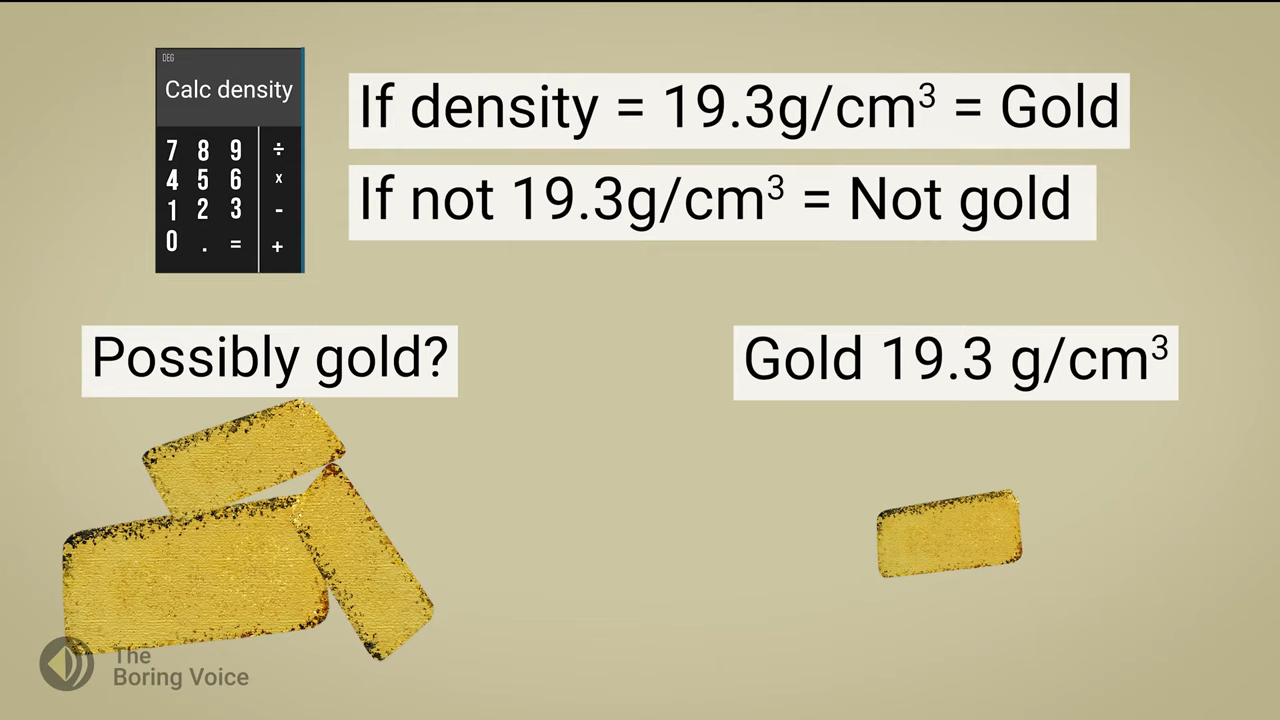 DEG
Calc density
7 8 9 ÷
4 5 6 x
1 2 3 -
0 . = +
If density = 19.3g/cm³ = Gold
If not 19.3g/cm³ = Not gold
Possibly gold?
Gold 19.3 g/cm³
The
Boring Voice